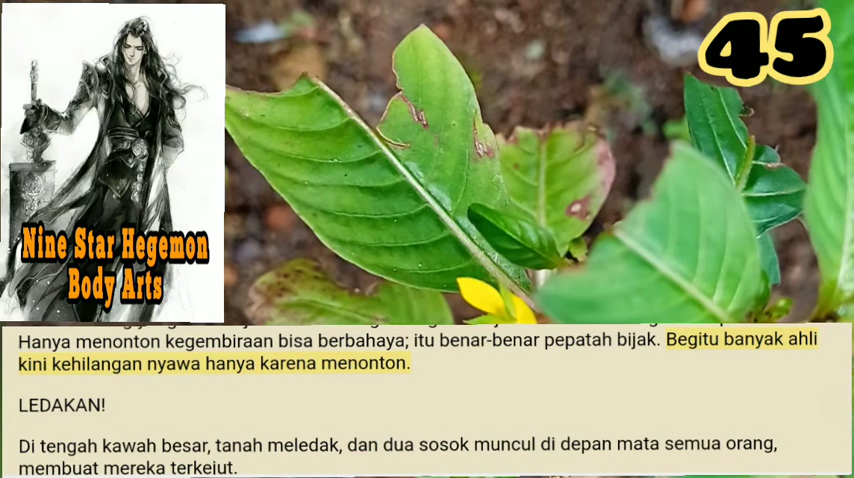 45
Nine Star Hegemon
Body Arts
Hanya menonton kegembiraan bisa berbahaya; itu benar-benar pepatah bijak. Begitu banyak ahli
kini kehilangan nyawa hanya karena menonton.
LEDAKAN!
Di tengah kawah besar, tanah meledak, dan dua sosok muncul di depan mata semua orang,
membuat mereka terkejut.